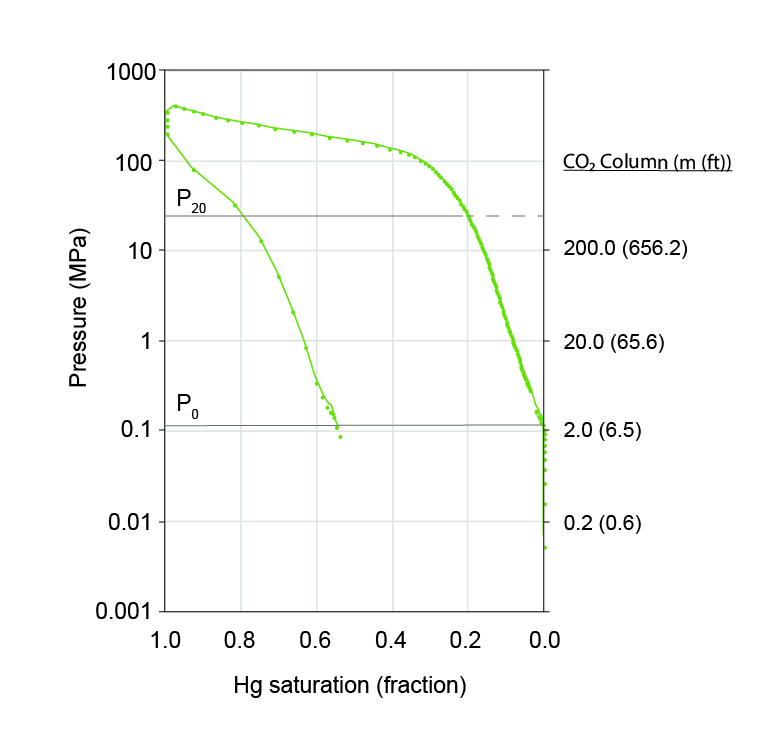 1000
100
CO₂ Column (m (ft))
P₂₀
10
200.0 (656.2)
Pressure (MPa)
1
20.0 (65.6)
P₀
0.1
2.0 (6.5)
0.01
0.2 (0.6)
0.001
1.0 0.8 0.6 0.4 0.2 0.0
Hg saturation (fraction)